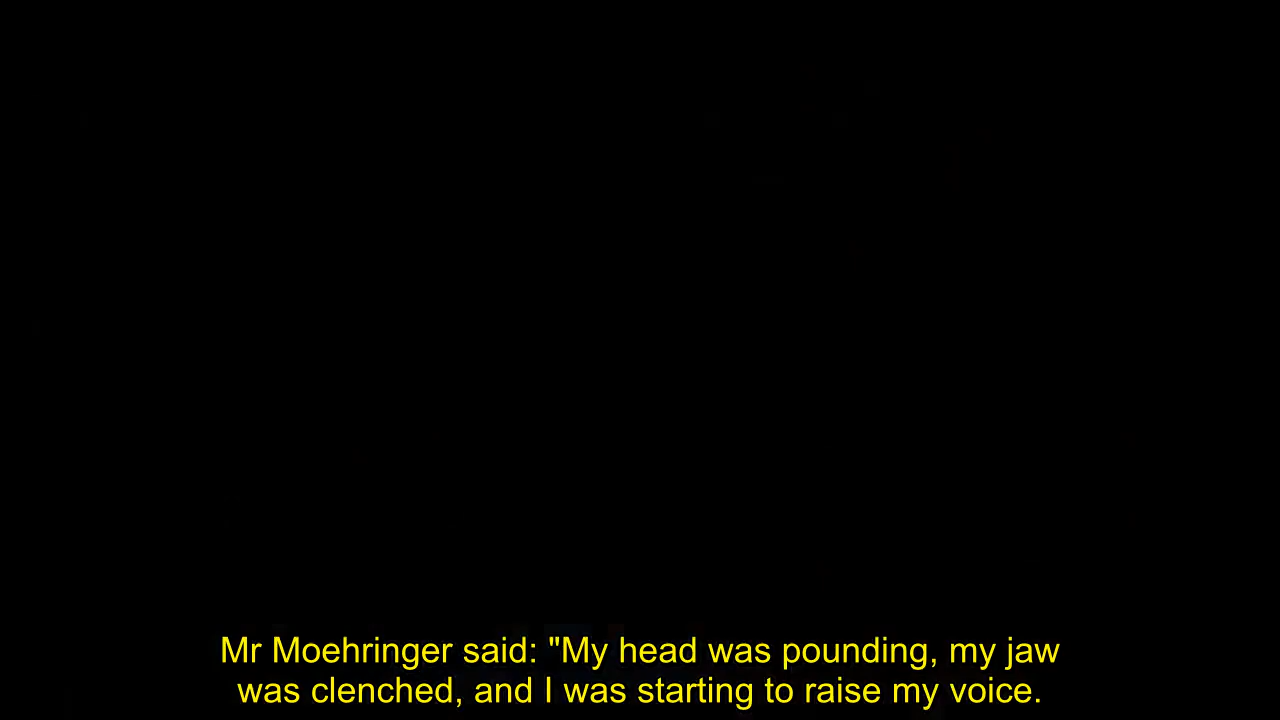 Mr Moehringer said: "My head was pounding, my jaw
was clenched, and I was starting to raise my voice.